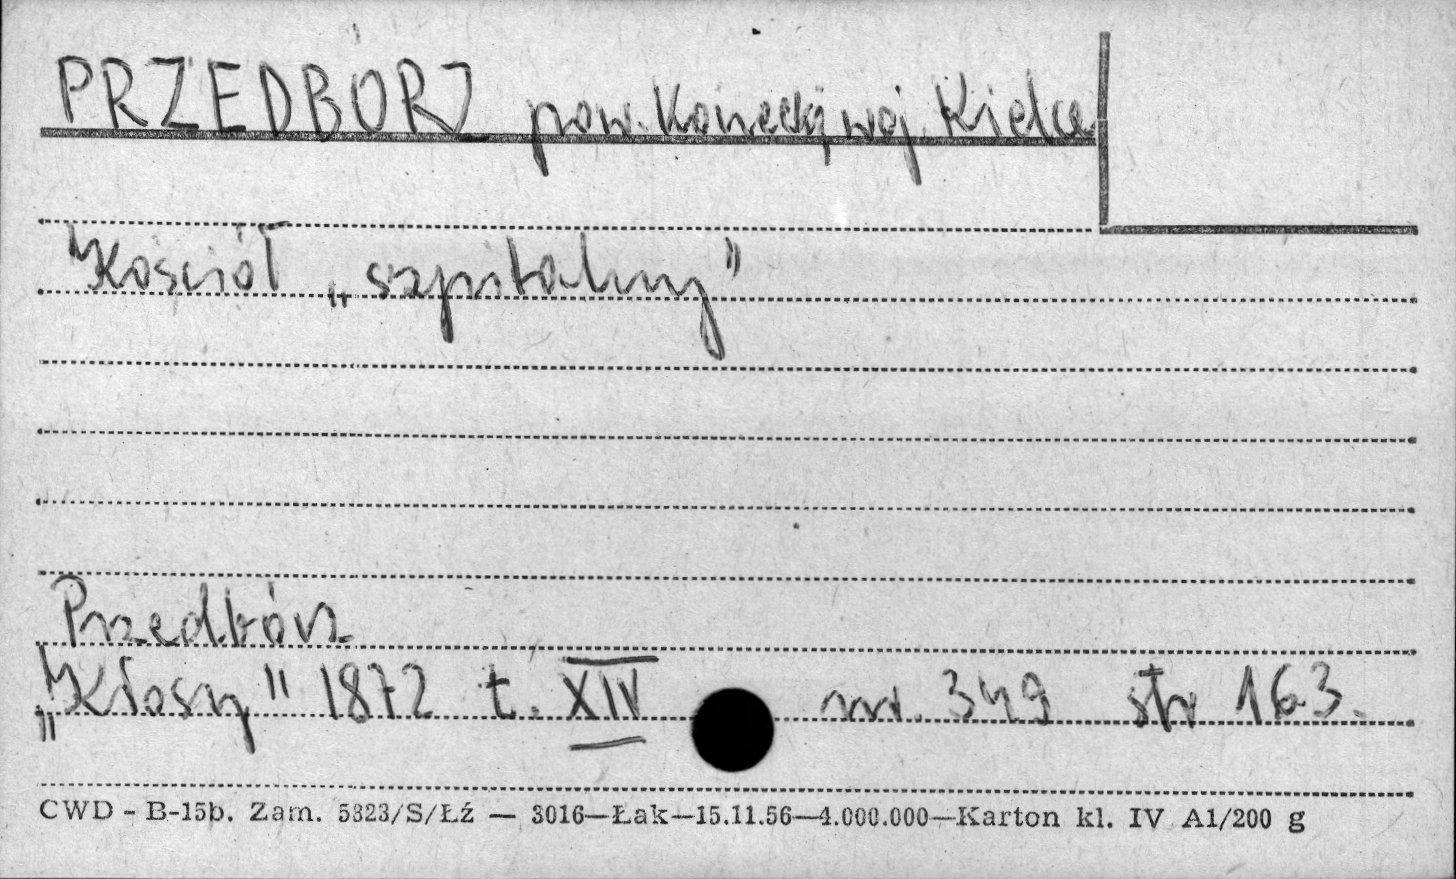 PRZEDBORZ pow. Konecki, woj. Kielce
Kościół „szpitalny”
Przedbórz
„Kłosy” 1872 t. XIV nr. 349 str 163.
CWD - B-15b. Zam. 5323/S/Łź — 3016—Łak—15.11.56—4.000.000—Karton kl. IV A1/200 g